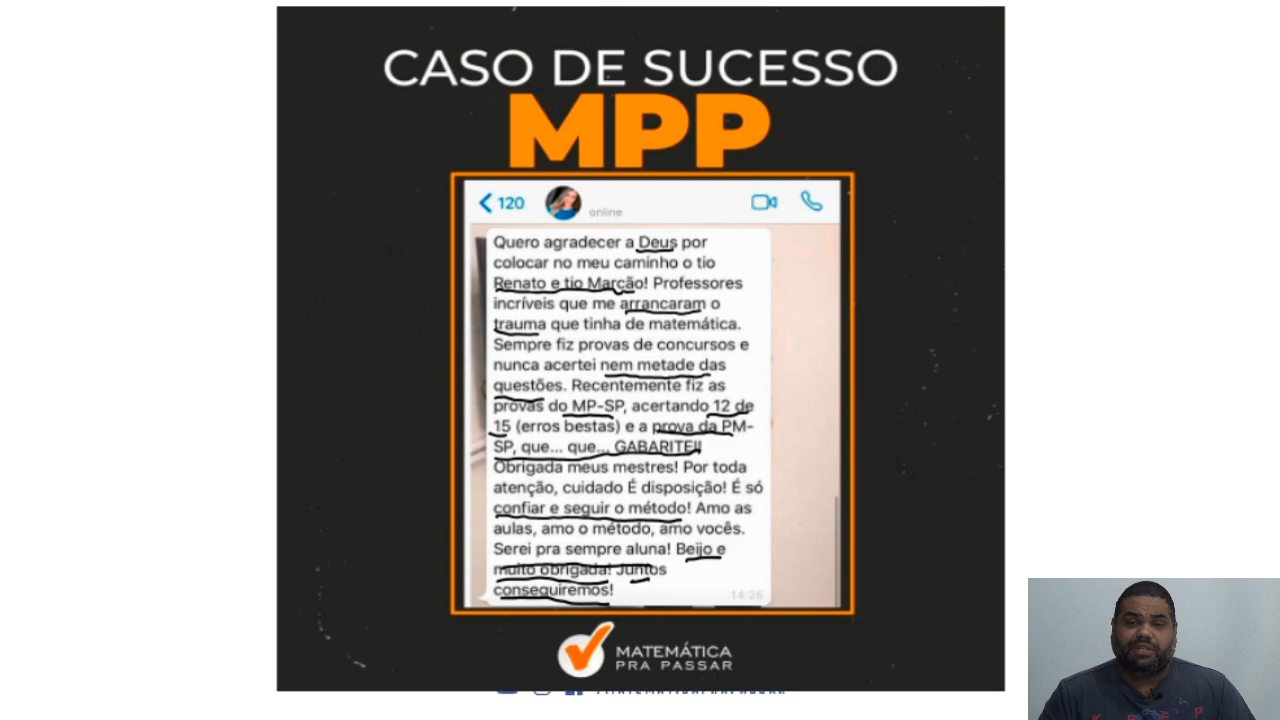 CASO DE SUCESSO
MPP
120
online
Quero agradecer a Deus por
colocar no meu caminho o tio
Renato e tio Marcão! Professores
incríveis que me arrancaram o
trauma que tinha de matemática.
Sempre fiz provas de concursos e
nunca acertei nem metade das
questões. Recentemente fiz as
provas do MP-SP, acertando 12 de
15 (erros bestas) e a prova da PM-
SP, que... que... GABARITEI!
Obrigada meus mestres! Por toda
atenção, cuidado É disposição! É só
confiar e seguir o método! Amo as
aulas, amo o método, amo vocês.
Serei pra sempre aluna! Beijo e
muito obrigada! Juntos
conseguiremos!
14:26
MATEMÁTICA
PRA PASSAR